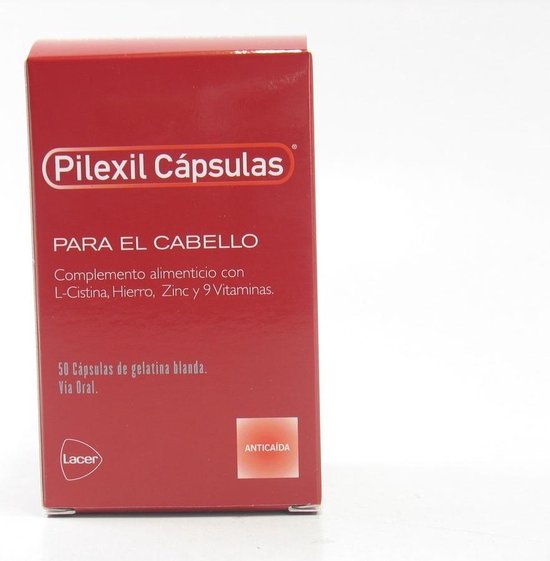 Pilexil Cápsulas®
PARA EL CABELLO
Complemento alimenticio con
L-Cistina, Hierro, Zinc y 9 Vitaminas.
50 Cápsulas de gelatina blanda.
Via Oral.
Lacer
ANTICAÍDA